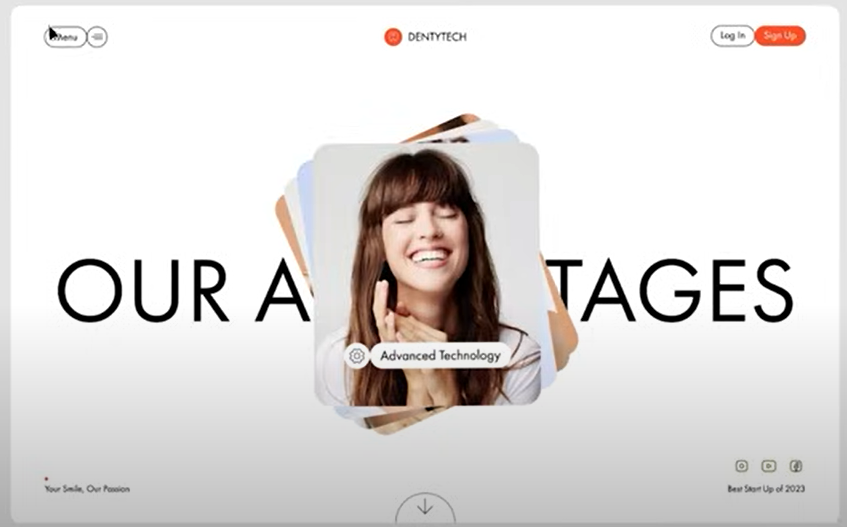 Menu
DENTYTECH
Log In
Sign Up
OUR A
TAGES
Advanced Technology
Your Smile, Our Passion
Best Start Up of 2023